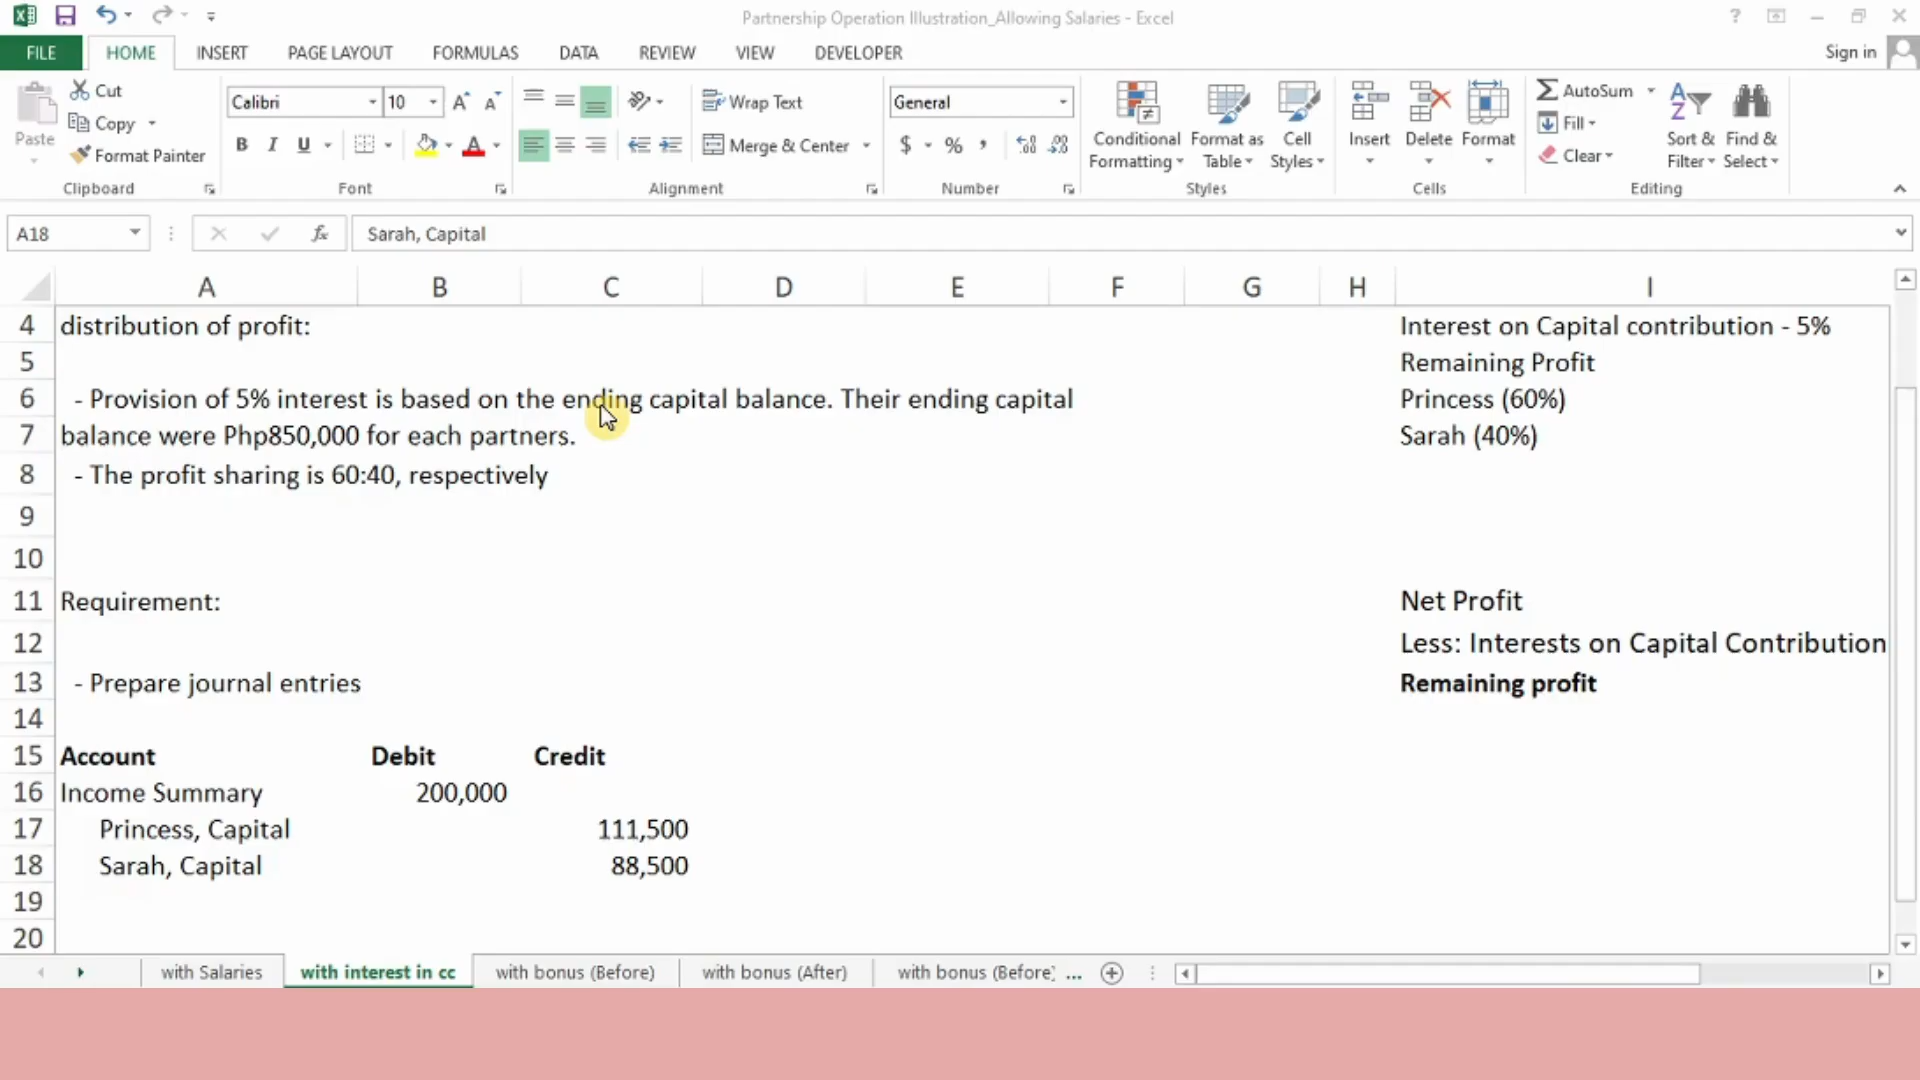 Partnership Operation Illustration_Allowing Salaries - Excel
?
FILE HOME INSERT PAGE LAYOUT FORMULAS DATA REVIEW VIEW DEVELOPER Sign in
Paste
Cut
Copy
Format Painter
Clipboard
Calibri 10
B I U
Font
Wrap Text
Merge & Center
Alignment
General
$ % ,
Number
Conditional Formatting
Format as Table
Cell Styles
Styles
Insert
Delete
Format
Cells
AutoSum
Fill
Clear
Sort & Filter
Find & Select
Editing
A18 fx Sarah, Capital
A B C D E F G H I
4 distribution of profit: Interest on Capital contribution - 5%
5 Remaining Profit
6 - Provision of 5% interest is based on the ending capital balance. Their ending capital Princess (60%)
7 balance were Php850,000 for each partners. Sarah (40%)
8 - The profit sharing is 60:40, respectively
9
10
11 Requirement: Net Profit
12 Less: Interests on Capital Contribution
13 - Prepare journal entries Remaining profit
14
15 Account Debit Credit
16 Income Summary 200,000
17 Princess, Capital 111,500
18 Sarah, Capital 88,500
19
20
with Salaries with interest in cc with bonus (Before) with bonus (After) with bonus (Before) ...